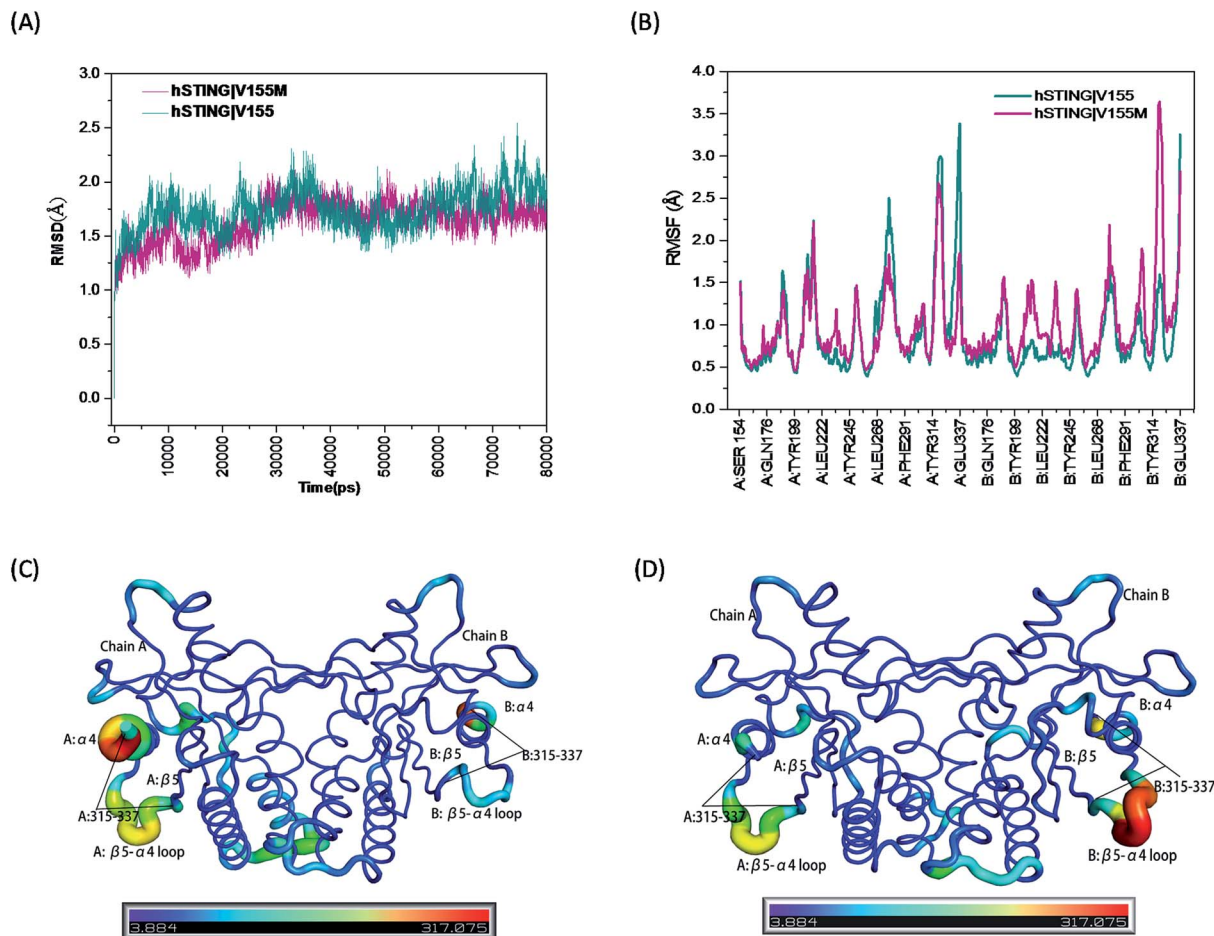 (A)
3.0
2.5
2.0
1.5
1.0
0.5
0.0
RMSD(Å)
hSTING|V155M
hSTING|V155
0
10000
20000
30000
40000
50000
60000
70000
80000
Time(ps)
(B)
4.0
3.5
3.0
2.5
2.0
1.5
1.0
0.5
0.0
RMSF (Å)
hSTING|V155
hSTING|V155M
A:SER 154
A:GLN176
A:TYR199
A:LEU222
A:TYR245
A:LEU268
A:PHE291
A:TYR314
A:GLU337
B:GLN176
B:TYR199
B:LEU222
B:TYR245
B:LEU268
B:PHE291
B:TYR314
B:GLU337
(C)
Chain A
Chain B
A:α4
B:α4
A:β5
B:β5
B:315-337
A:315-337
B: β5-α4 loop
A: β5-α4 loop
3.884
317.075
(D)
Chain A
Chain B
A:α4
B:α4
A:β5
B:β5
B:315-337
A:315-337
A:β5-α4 loop
B:β5-α4 loop
3.884
317.075